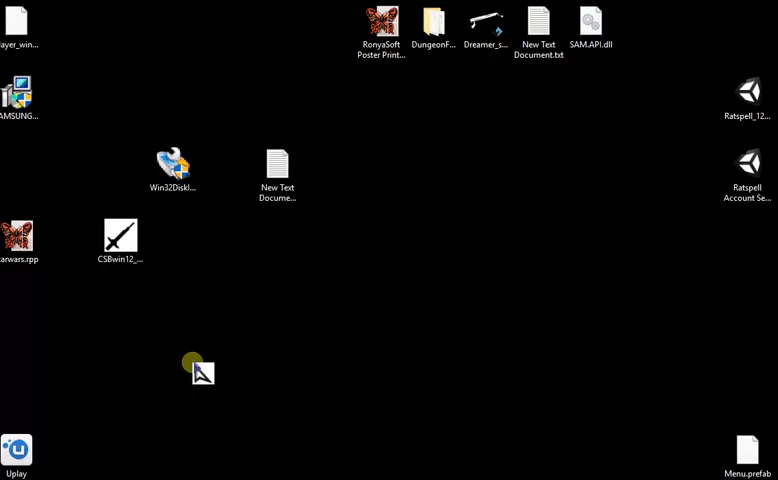 ayer_win...
RonyaSoft
Poster Print...
DungeonF...
Dreamer_s...
New Text
Document.txt
SAM.API.dll
AMSUNG...
Ratspell_12...
Win32DiskI...
New Text
Docume...
Ratspell
Account Se...
arwars.rpp
CSBwin12_...
Uplay
Menu.prefab